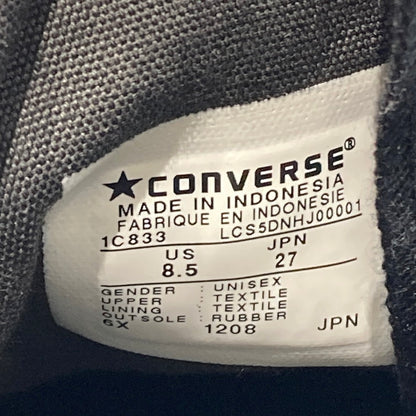 ★CONVERSE®
MADE IN INDONESIA
FABRIQUE EN INDONESIE
1C833 LCS5DNHJ00001
US JPN
8.5 27
GENDER : UNISEX
UPPER : TEXTILE
LINING : TEXTILE
OUTSOLE : RUBBER
6X 1208 JPN